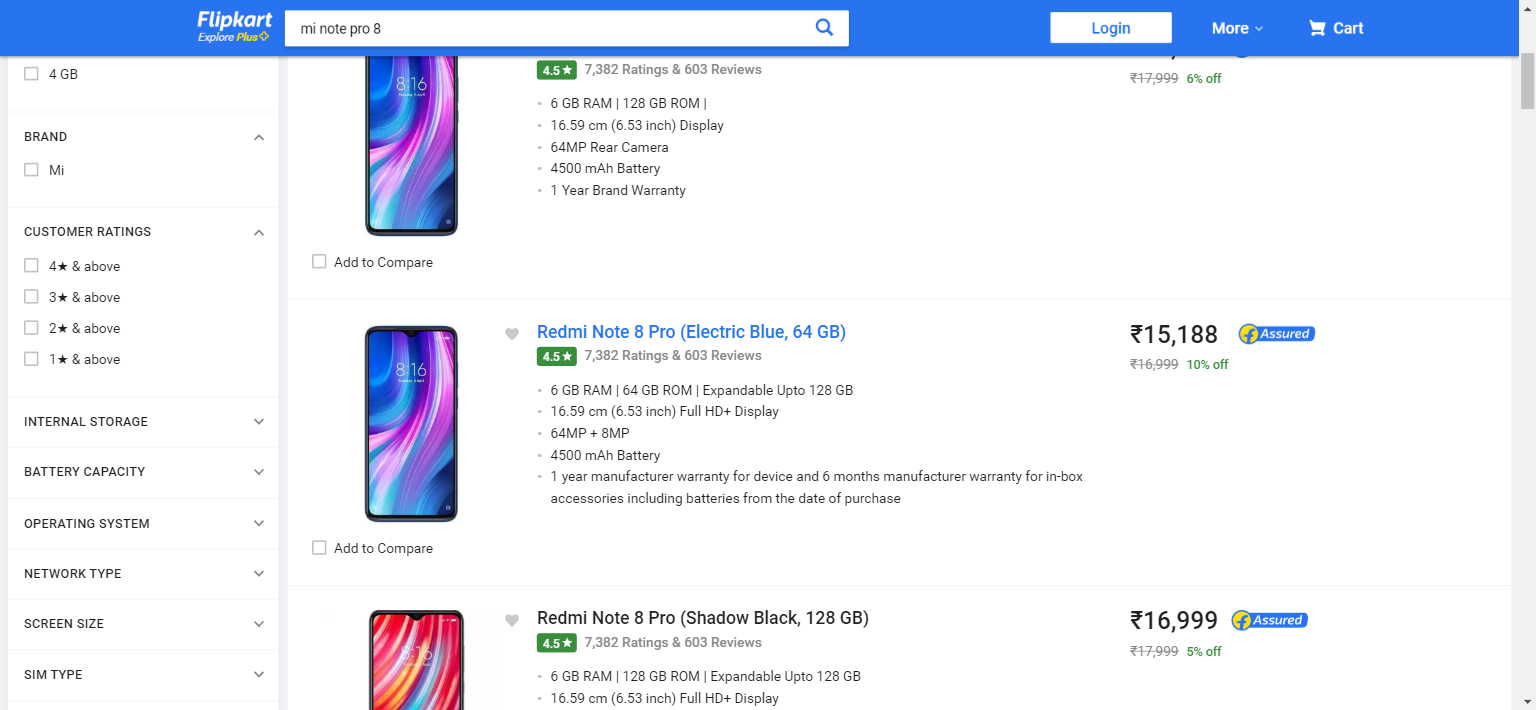 Flipkart
Explore Plus
mi note pro 8
Login
More
Cart
4 GB
BRAND
Mi
CUSTOMER RATINGS
4★ & above
3★ & above
2★ & above
1★ & above
INTERNAL STORAGE
BATTERY CAPACITY
OPERATING SYSTEM
NETWORK TYPE
SCREEN SIZE
SIM TYPE
8:16
4.5★ 7,382 Ratings & 603 Reviews
6 GB RAM | 128 GB ROM |
16.59 cm (6.53 inch) Display
64MP Rear Camera
4500 mAh Battery
1 Year Brand Warranty
₹17,999 6% off
Add to Compare
8:16
Redmi Note 8 Pro (Electric Blue, 64 GB)
4.5★ 7,382 Ratings & 603 Reviews
6 GB RAM | 64 GB ROM | Expandable Upto 128 GB
16.59 cm (6.53 inch) Full HD+ Display
64MP + 8MP
4500 mAh Battery
1 year manufacturer warranty for device and 6 months manufacturer warranty for in-box
accessories including batteries from the date of purchase
₹15,188 Assured
₹16,999 10% off
Add to Compare
8:16
Redmi Note 8 Pro (Shadow Black, 128 GB)
4.5★ 7,382 Ratings & 603 Reviews
6 GB RAM | 128 GB ROM | Expandable Upto 128 GB
16.59 cm (6.53 inch) Full HD+ Display
₹16,999 Assured
₹17,999 5% off